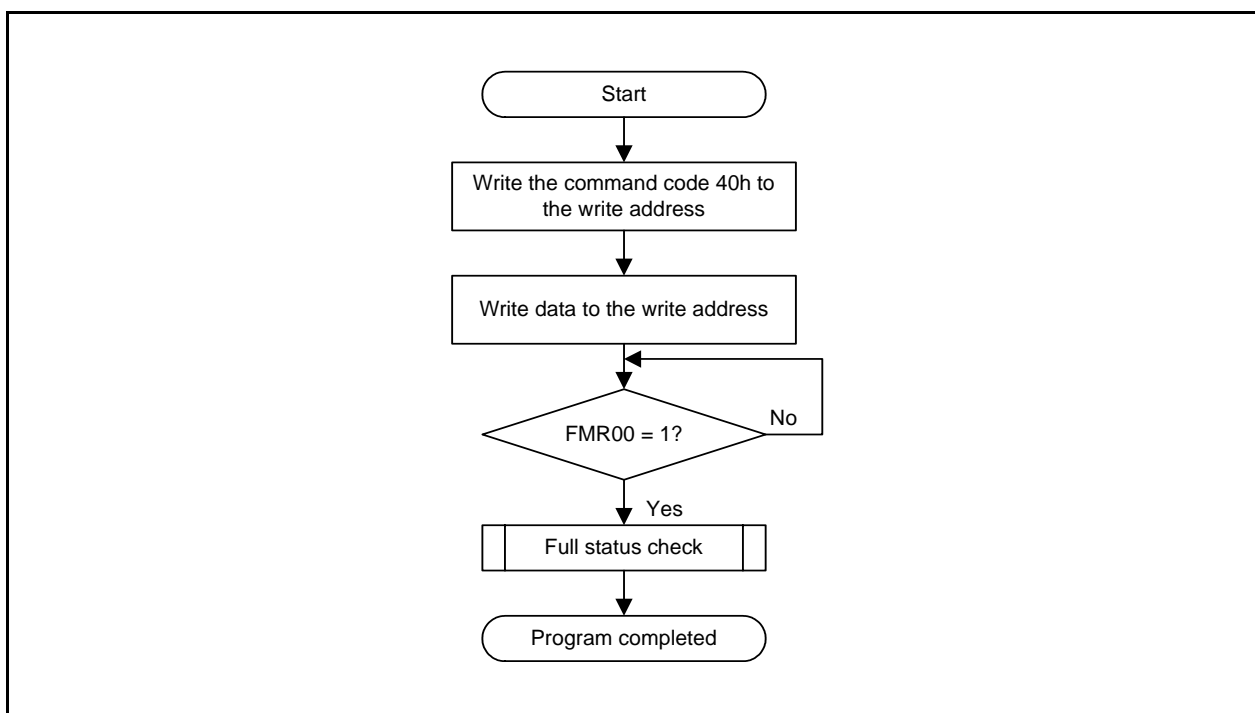 Start
Write the command code 40h to
the write address
Write data to the write address
FMR00 = 1?
No
Yes
Full status check
Program completed